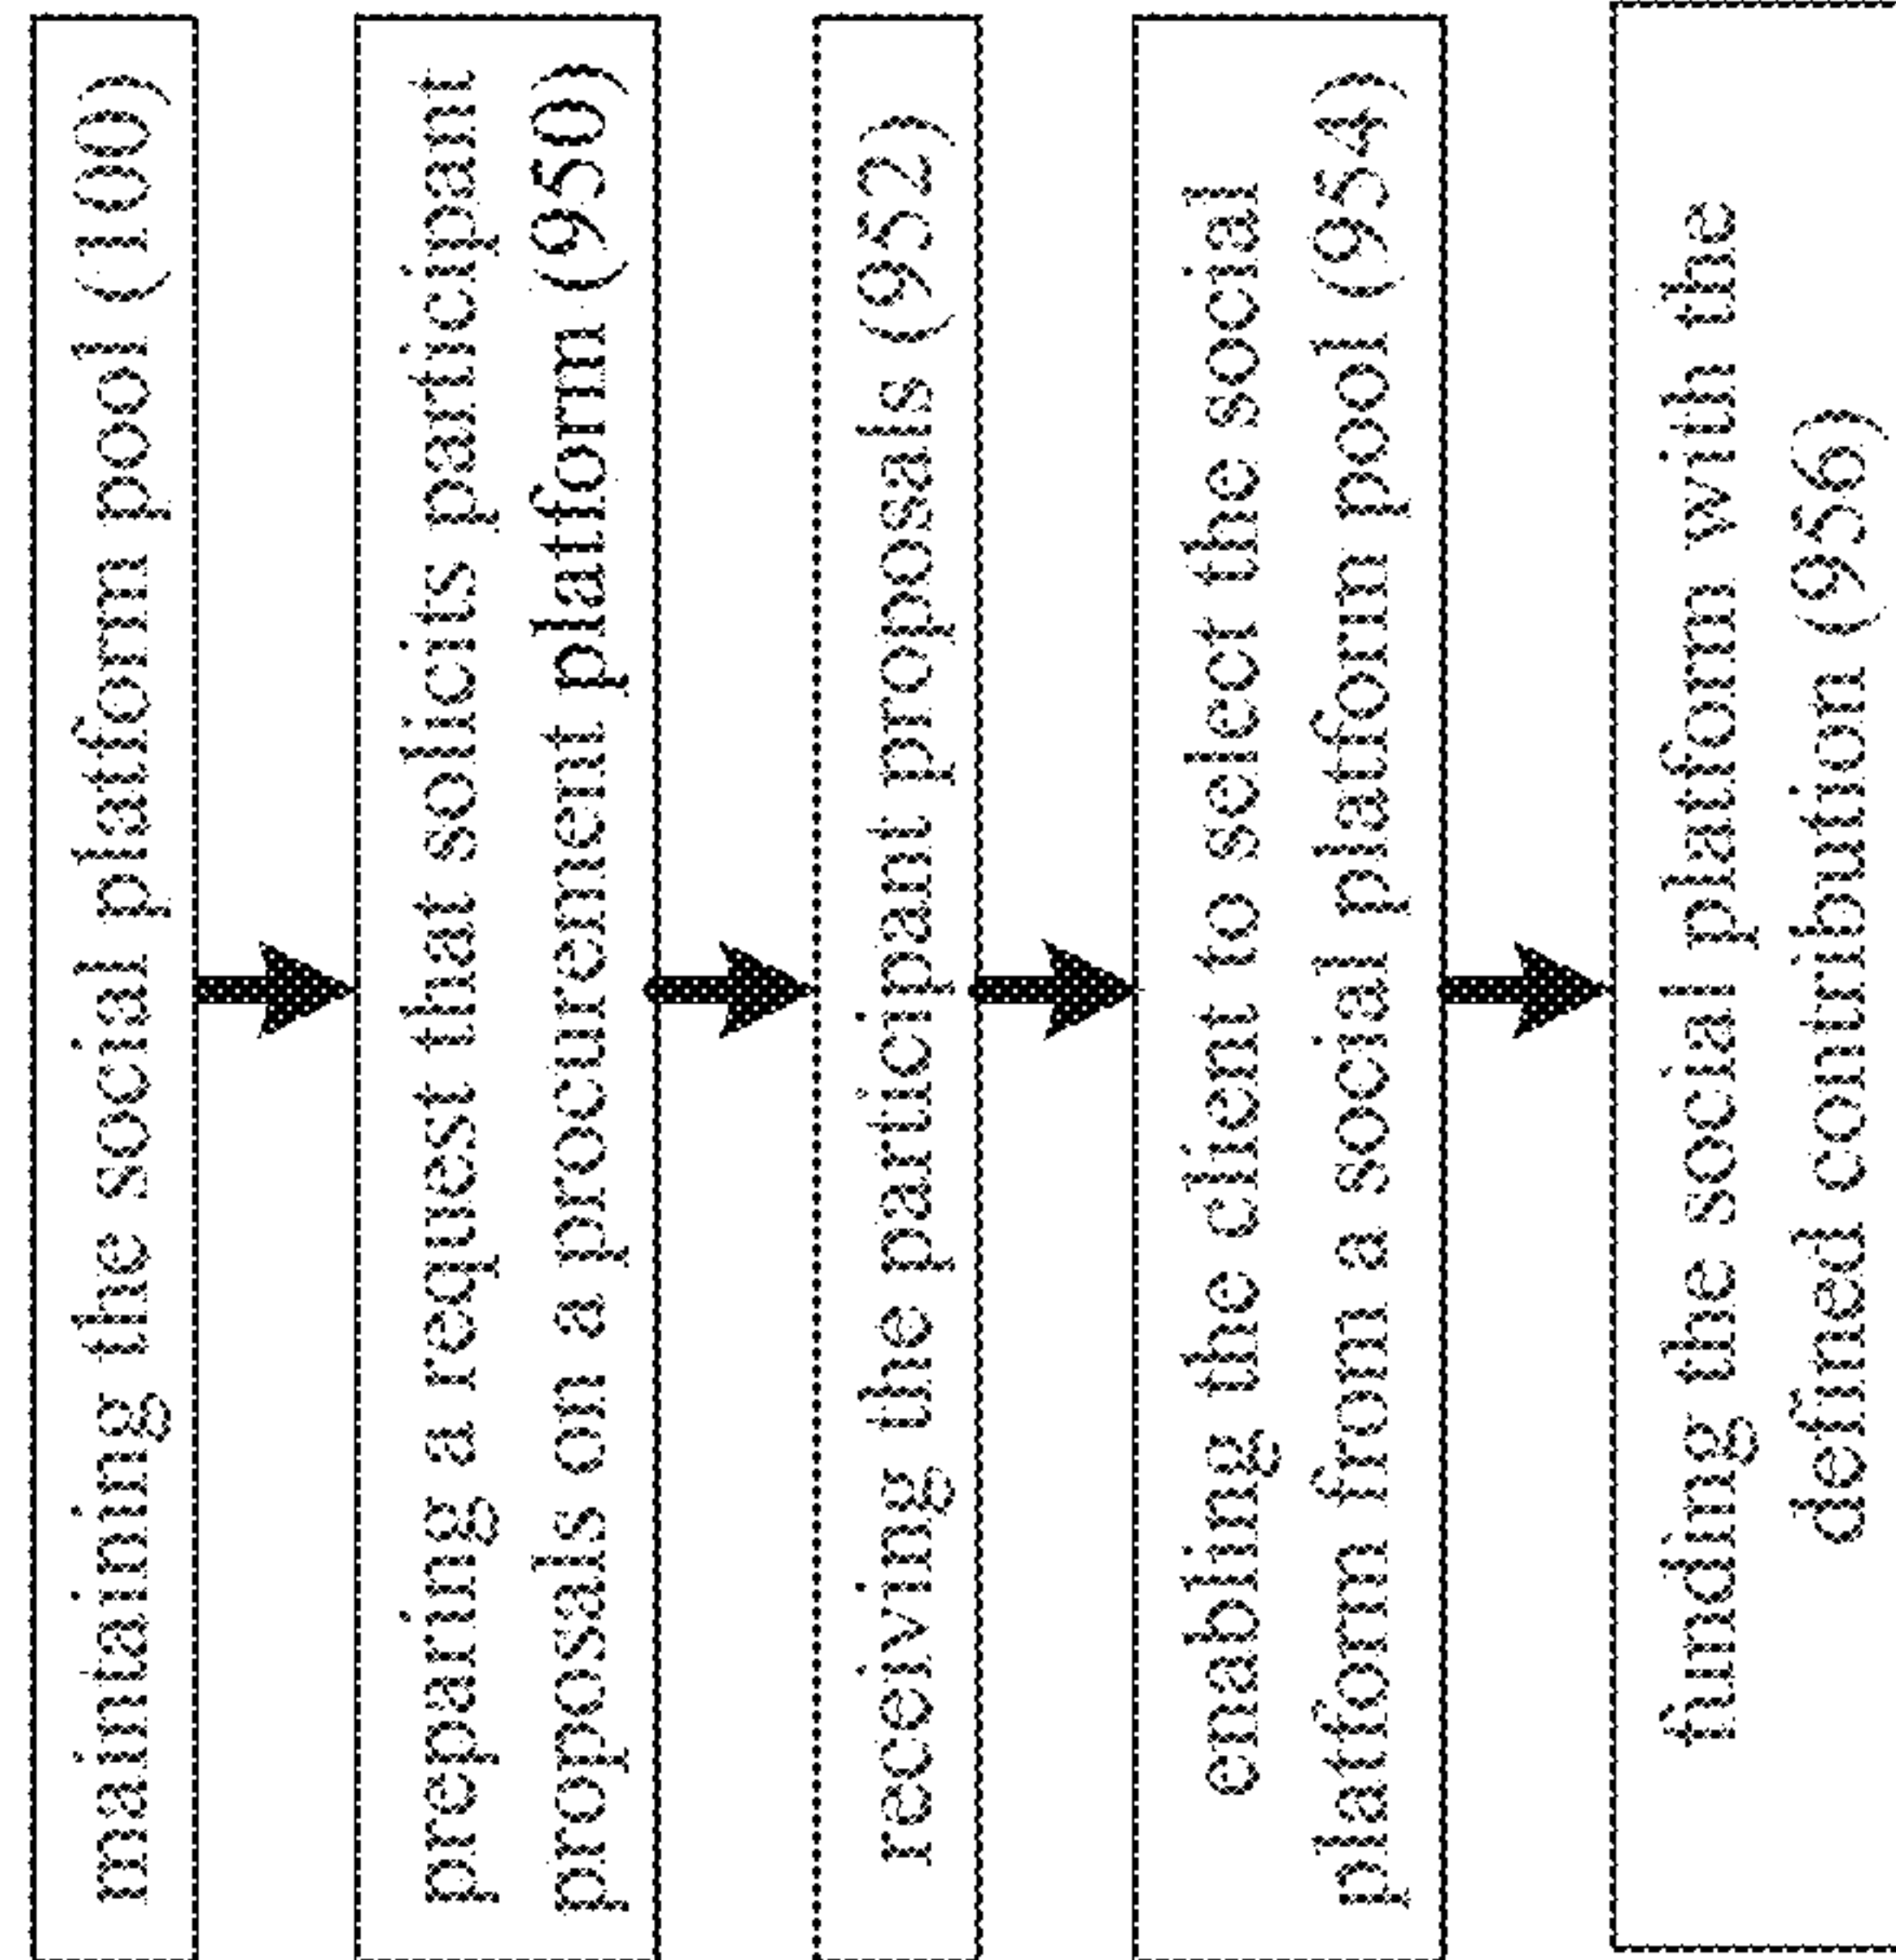 maintaining the social platform pool (100)
preparing a request that solicits participant
proposals on a procurement platform (950)
receiving the participant proposals (952)
enabling the client to select the social
platform from a social platform pool (954)
funding the social platform with the
defined contribution (956)